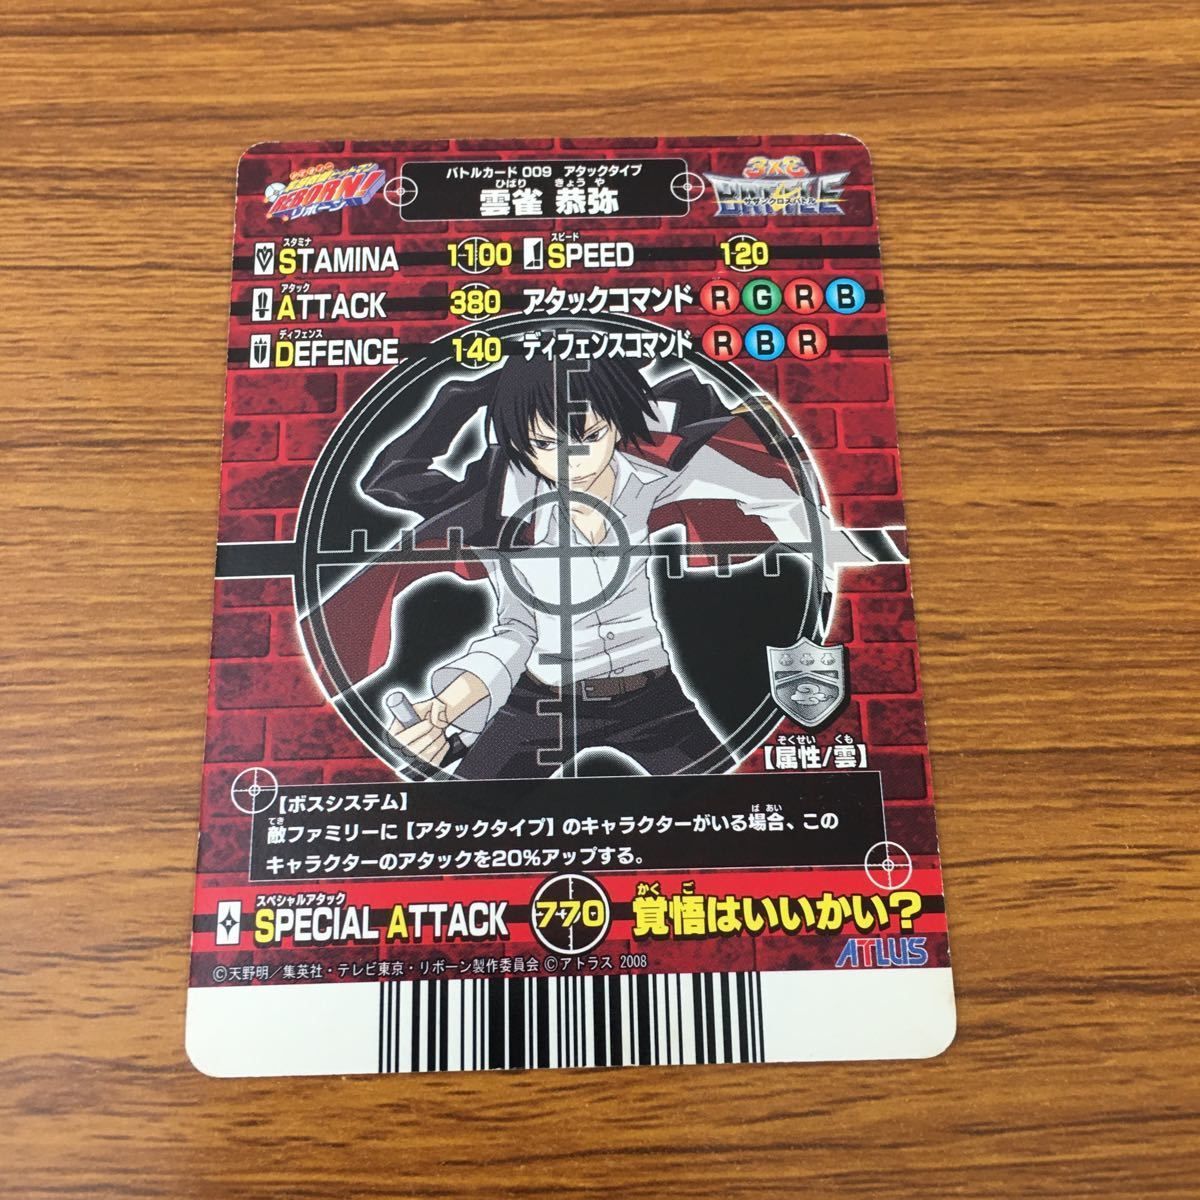 家庭教師ヒットマン
REBORN!
リボーン
バトルカード 009 アタックタイプ
ひばり きょうや
雲雀 恭弥
3X3
BATTLE
サザンクロスバトル
スタミナ
STAMINA 1100
スピード
SPEED 120
アタック
ATTACK 380 アタックコマンド R G R B
ディフェンス
DEFENCE 140 ディフェンスコマンド R B R
ぞくせい くも
【属性/雲】
【ボスシステム】
てき ばあい
敵ファミリーに【アタックタイプ】のキャラクターがいる場合、この
キャラクターのアタックを20%アップする。
スペシャルアタック かくご
SPECIAL ATTACK 770 覚悟はいいかい?
ATLUS
©天野明/集英社・テレビ東京・リボーン製作委員会 ©アトラス 2008